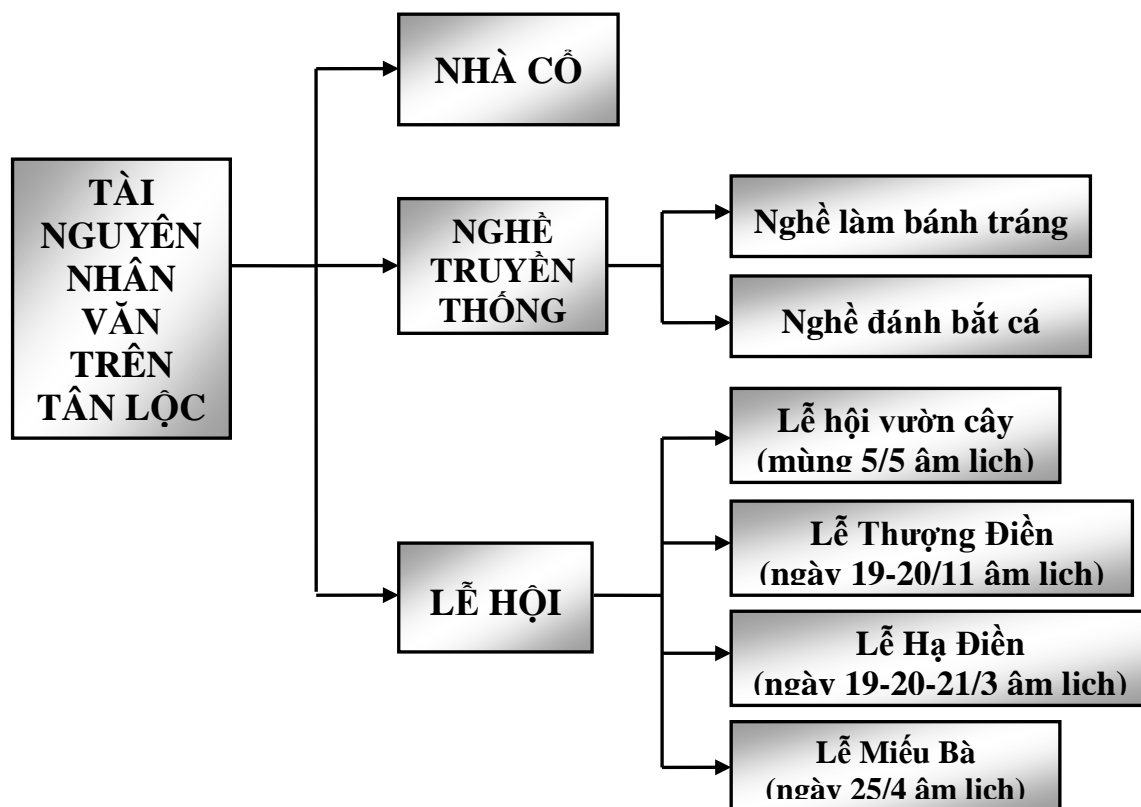 NHÀ CỔ
TÀI
NGUYÊN
NHÂN
VĂN
TRÊN
TÂN LỘC
NGHỀ
TRUYỀN
THỐNG
Nghề làm bánh tráng
Nghề đánh bắt cá
LỄ HỘI
Lễ hội vườn cây
(mùng 5/5 âm lịch)
Lễ Thượng Điền
(ngày 19-20/11 âm lịch)
Lễ Hạ Điền
(ngày 19-20-21/3 âm lịch)
Lễ Miếu Bà
(ngày 25/4 âm lịch)